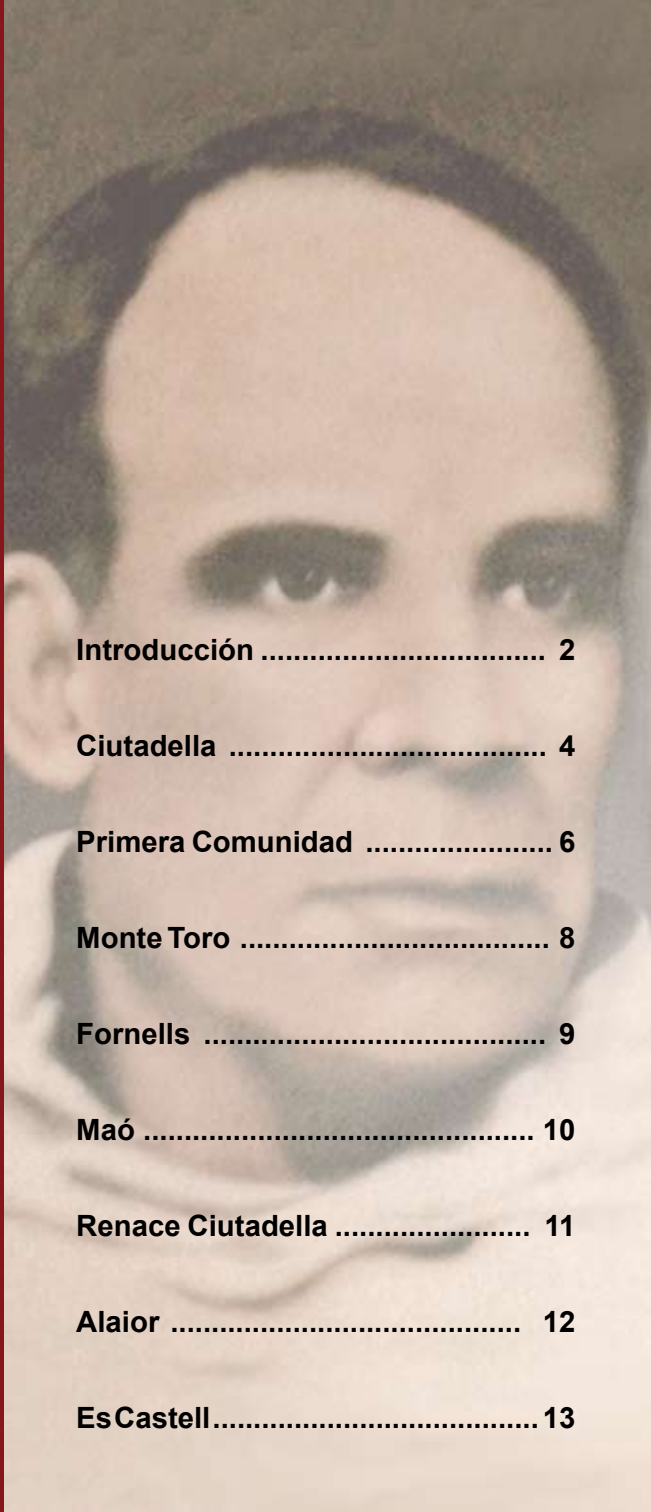 Introducción ................................... 2
Ciutadella ....................................... 4
Primera Comunidad ....................... 6
Monte Toro ...................................... 8
Fornells .......................................... 9
Maó ................................................ 10
Renace Ciutadella ........................ 11
Alaior ........................................... 12
Es Castell........................................ 13